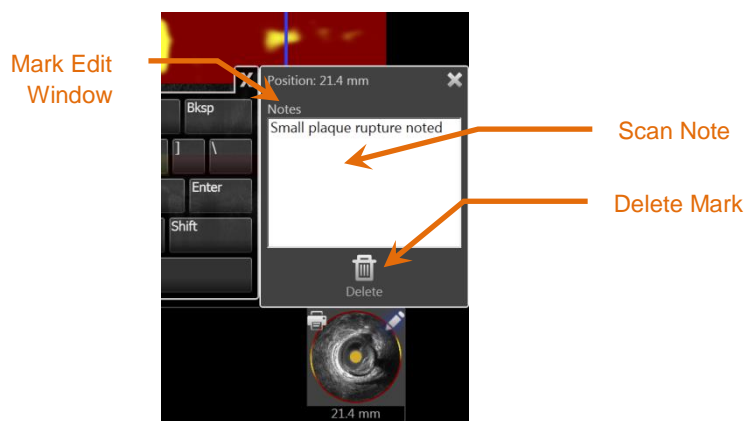 Mark Edit
Window
X
Position: 21.4 mm
Notes
Small plaque rupture noted
Bksp
] \
Enter
Shift
Scan Note
Delete Mark
Delete
21.4 mm